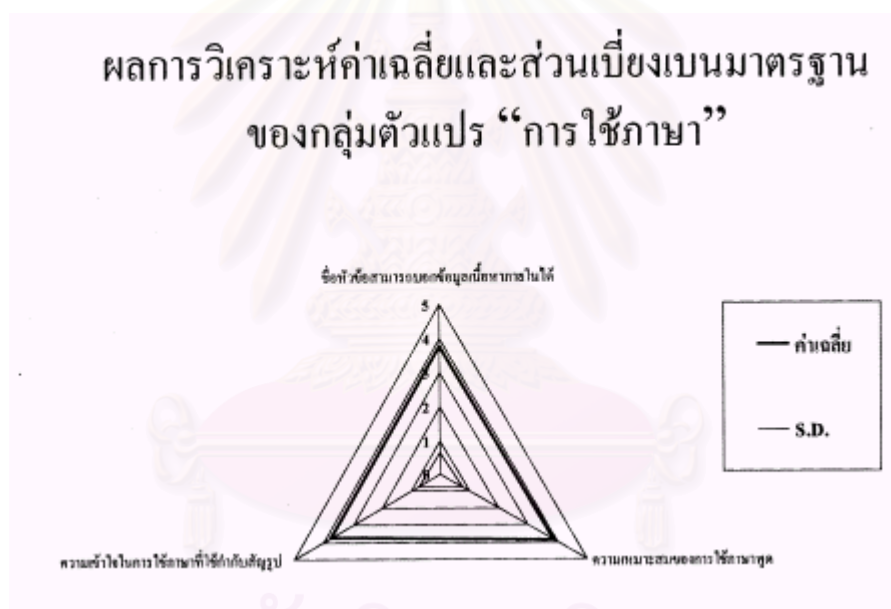 ผลการวิเคราะห์ค่าเฉลี่ยและส่วนเบี่ยงเบนมาตรฐาน
ของกลุ่มตัวแปร “การใช้ภาษา”
ชื่อหัวข้อสามารถบอกข้อมูลเนื้อหาภายในได้
5
4
3
2
1
0
ค่าเฉลี่ย
S.D.
ความเข้าใจในการใช้ภาษาที่ใช้กำกับสัญรูป
ความเหมาะสมของการใช้ภาษาพูด